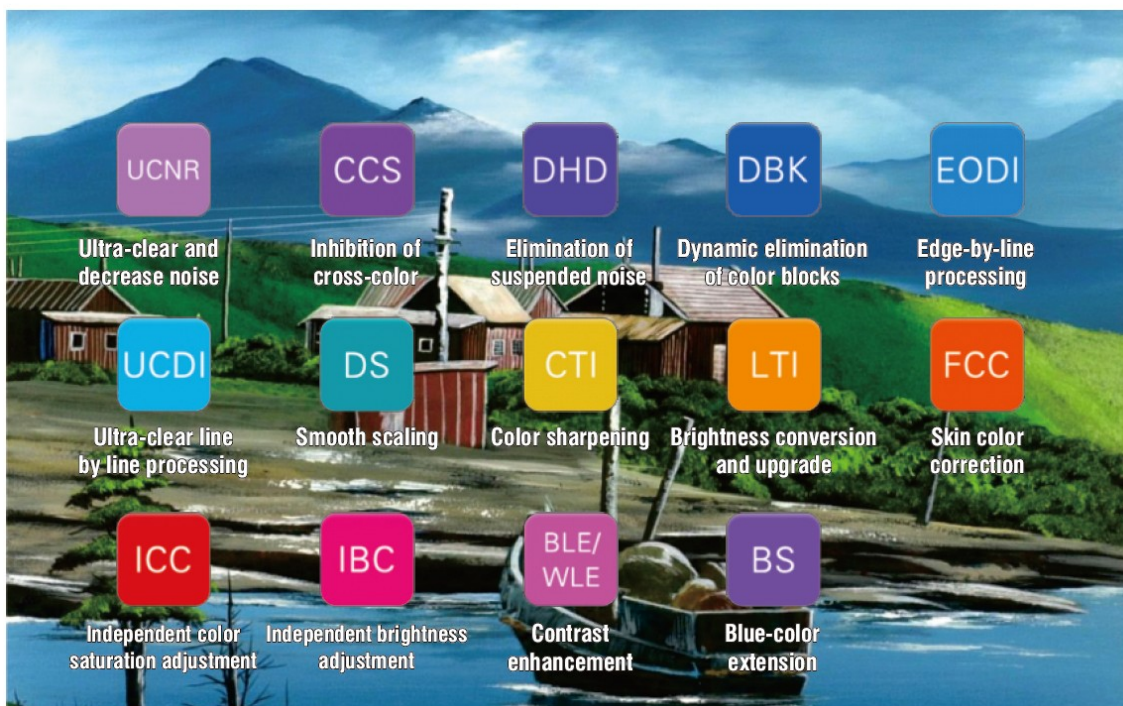 UCNR
CCS
DHD
DBK
EODI
Ultra-clear and
decrease noise
Inhibition of
cross-color
Elimination of
suspended noise
Dynamic elimination
of color blocks
Edge-by-line
processing
UCDI
DS
CTI
LTI
FCC
Ultra-clear line
by line processing
Smooth scaling
Color sharpening
Brightness conversion
and upgrade
Skin color
correction
ICC
IBC
BLE/
WLE
BS
Independent color
saturation adjustment
Independent brightness
adjustment
Contrast
enhancement
Blue-color
extension